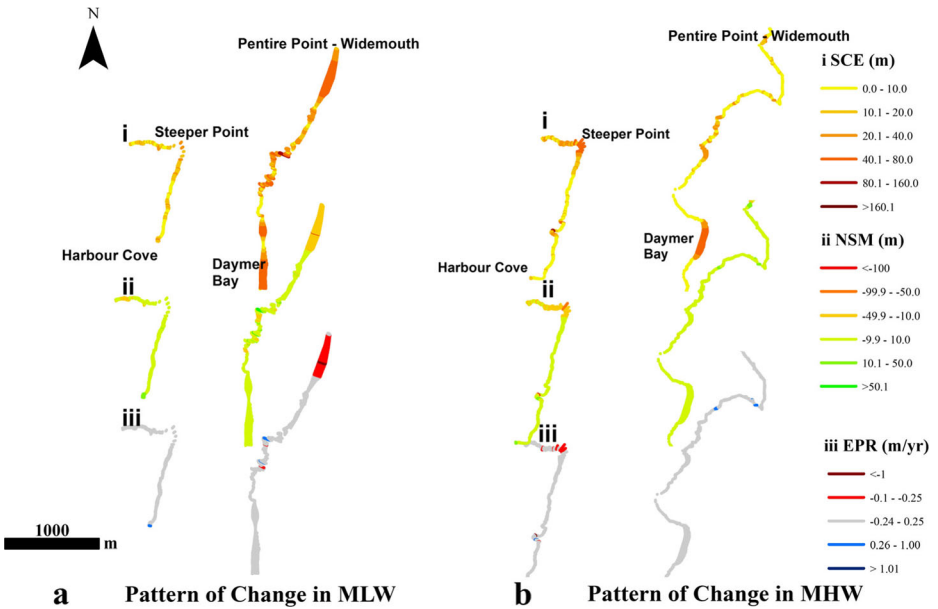 N
Pentire Point - Widemouth
i
Steeper Point
Harbour Cove
ii
Daymer
Bay
iii
1000
m
a Pattern of Change in MLW
Pentire Point - Widemouth
i
Steeper Point
Harbour Cove
ii
Daymer
Bay
iii
b Pattern of Change in MHW
i SCE (m)
0.0 - 10.0
10.1 - 20.0
20.1 - 40.0
40.1 - 80.0
80.1 - 160.0
>160.1
ii NSM (m)
<-100
-99.9 - -50.0
-49.9 - -10.0
-9.9 - 10.0
10.1 - 50.0
>50.1
iii EPR (m/yr)
<-1
-0.1 - -0.25
-0.24 - 0.25
0.26 - 1.00
> 1.01